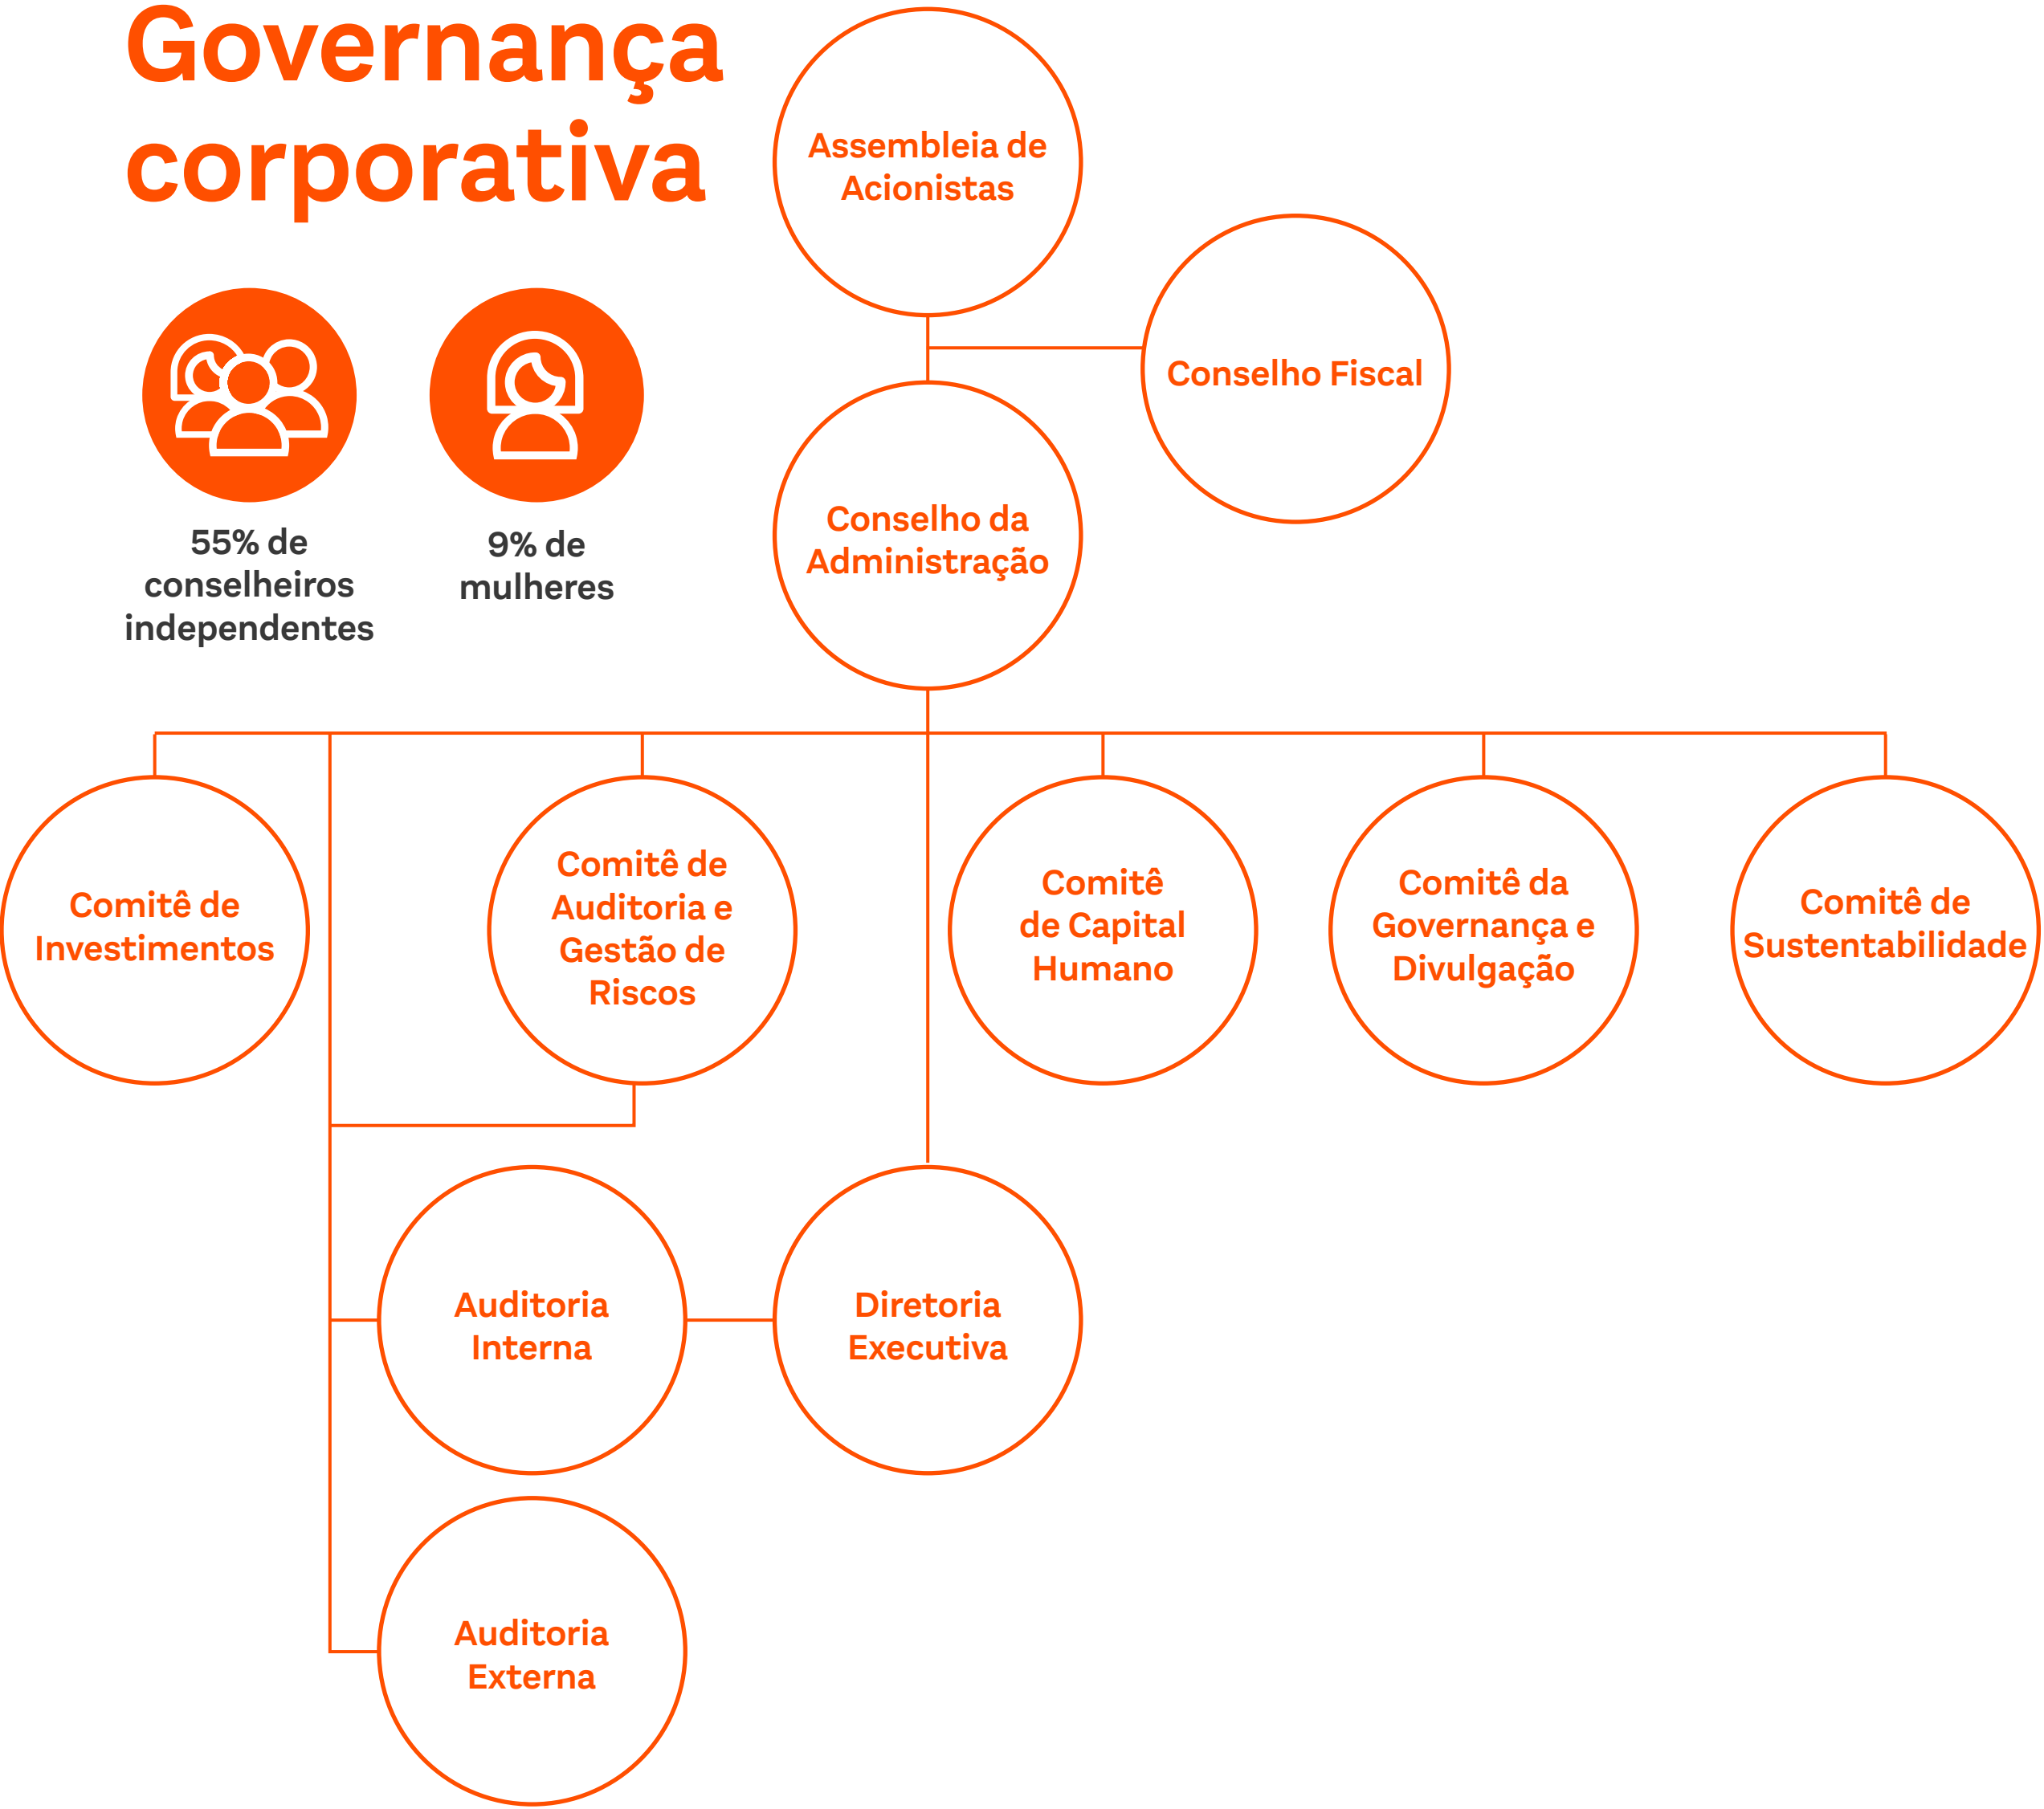 Governança
corporativa
Assembleia de
Acionistas
Conselho Fiscal
55% de
conselheiros
independentes
9% de
mulheres
Conselho da
Administração
Comitê de
Investimentos
Comitê de
Auditoria e
Gestão de
Riscos
Comitê
de Capital
Humano
Comitê da
Governança e
Divulgação
Comitê de
Sustentabilidade
Auditoria
Interna
Diretoria
Executiva
Auditoria
Externa